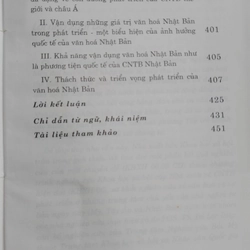 giới và châu Á
II. Vận dụng những giá trị văn hoá Nhật Bản
trong phát triển - một biểu hiện của ảnh hưởng 401
quốc tế của văn hoá Nhật Bản
III. Khả năng vận dụng văn hoá Nhật Bản như 405
là phương tiện quốc tế của CNTB Nhật Bản
IV. Thách thức và triển vọng phát triển của 407
văn hoá Nhật Bản
Lời kết luận 425
Chỉ dẫn từ ngữ, khái niệm 431
Tài liệu tham khảo 451